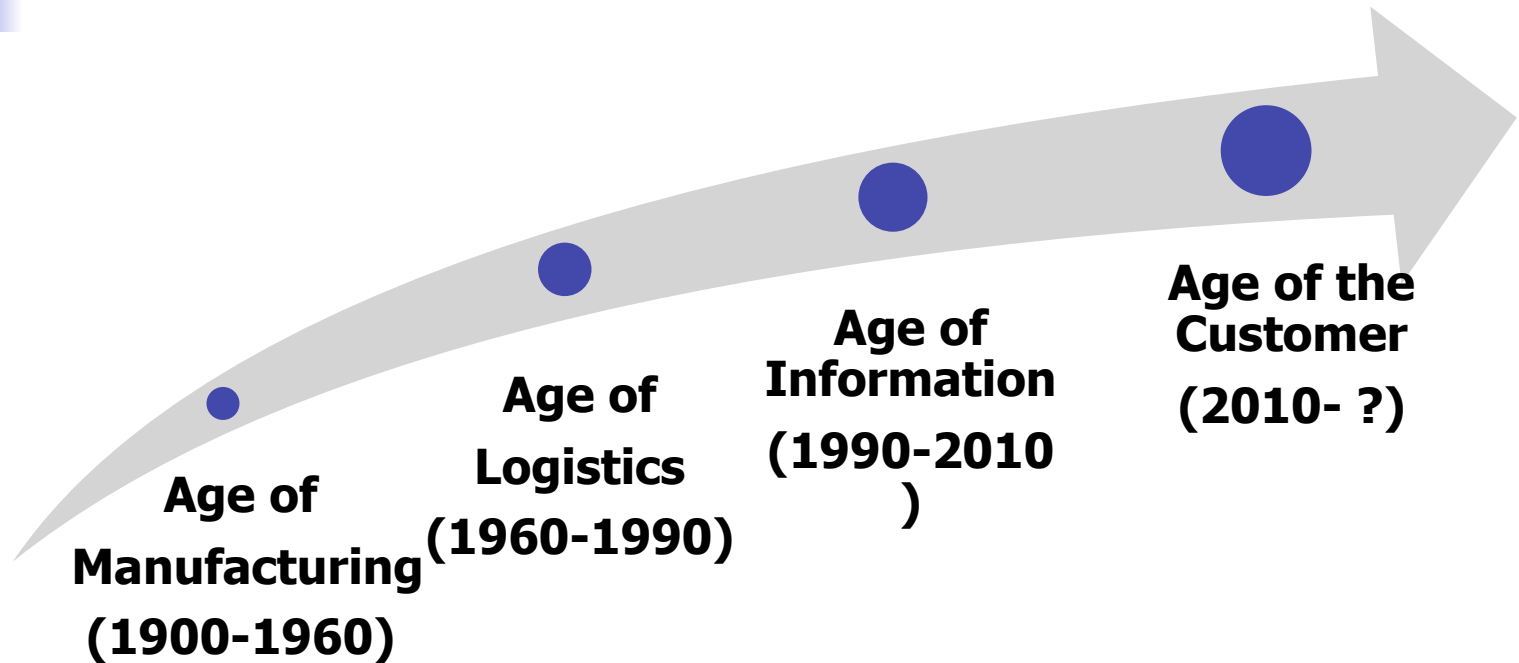 Age of
Manufacturing
(1900-1960)
Age of
Logistics
(1960-1990)
Age of
Information
(1990-2010
)
Age of the
Customer
(2010- ?)